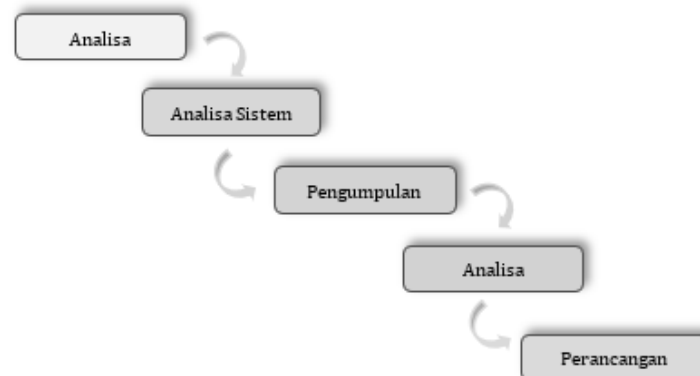 Analisa
Analisa Sistem
Pengumpulan
Analisa
Perancangan